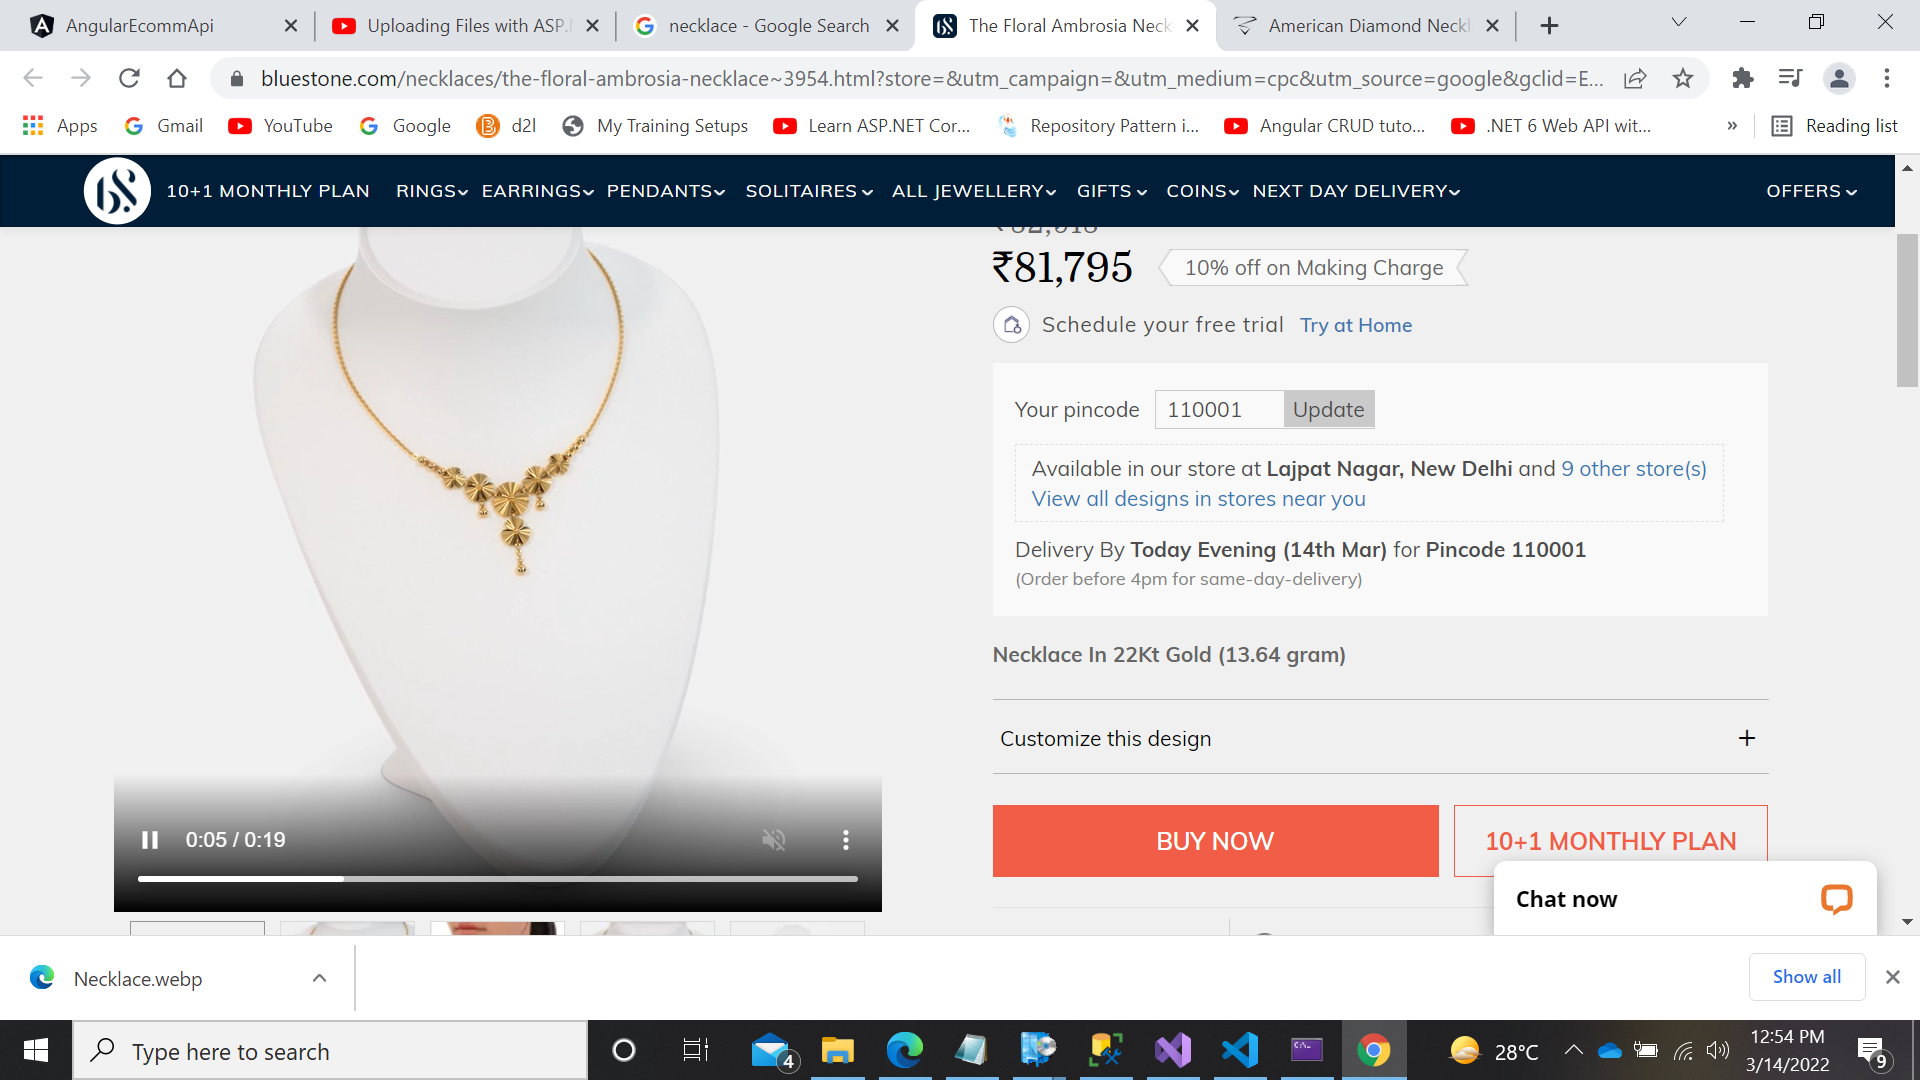 AngularEcommApi
Uploading Files with ASP.
necklace - Google Search
The Floral Ambrosia Neck
American Diamond Neckl
bluestone.com/necklaces/the-floral-ambrosia-necklace~3954.html?store=&utm_campaign=&utm_medium=cpc&utm_source=google&gclid=E...
Apps
Gmail
YouTube
Google
d2l
My Training Setups
Learn ASP.NET Cor...
Repository Pattern i...
Angular CRUD tuto...
.NET 6 Web API wit...
»
Reading list
10+1 MONTHLY PLAN
RINGS
EARRINGS
PENDANTS
SOLITAIRES
ALL JEWELLERY
GIFTS
COINS
NEXT DAY DELIVERY
OFFERS
₹81,795
10% off on Making Charge
Schedule your free trial Try at Home
Your pincode 110001 Update
Available in our store at Lajpat Nagar, New Delhi and 9 other store(s)
View all designs in stores near you
Delivery By Today Evening (14th Mar) for Pincode 110001
(Order before 4pm for same-day-delivery)
Necklace In 22Kt Gold (13.64 gram)
Customize this design +
0:05 / 0:19
BUY NOW
10+1 MONTHLY PLAN
Chat now
Necklace.webp
Show all
Type here to search
4
28°C
12:54 PM
3/14/2022
9